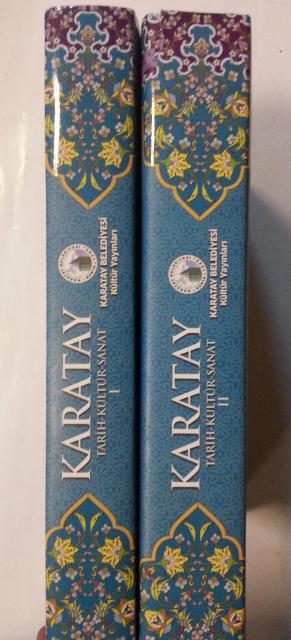 KARATAY
TARİH-KÜLTÜR-SANAT
I
KARATAY BELEDİYESİ
Kültür Yayınları
KARATAY
TARİH-KÜLTÜR-SANAT
II
KARATAY BELEDİYESİ
Kültür Yayınları